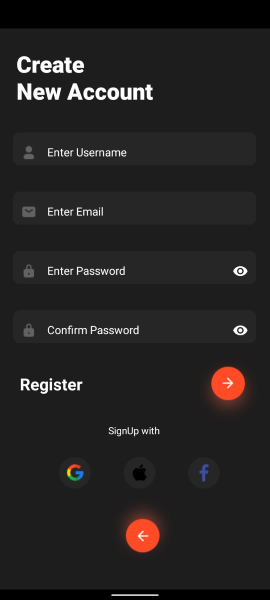 Create
New Account
Enter Username
Enter Email
Enter Password
Confirm Password
Register
SignUp with